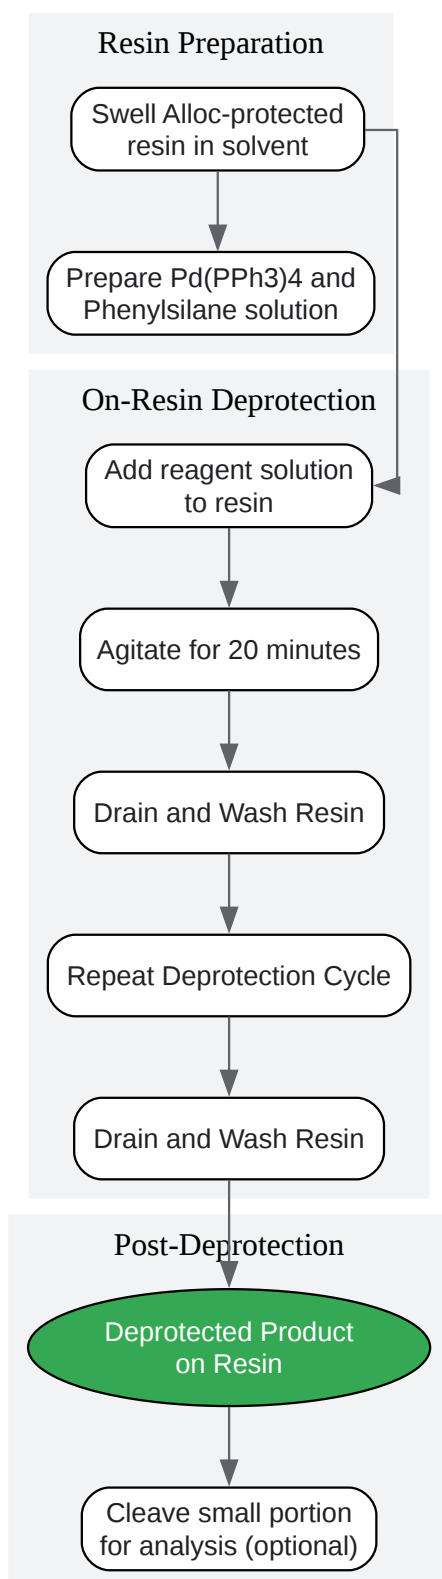 Resin Preparation
Swell Alloc-protected
resin in solvent
Prepare Pd(PPh3)4 and
Phenylsilane solution
On-Resin Deprotection
Add reagent solution
to resin
Agitate for 20 minutes
Drain and Wash Resin
Repeat Deprotection Cycle
Drain and Wash Resin
Post-Deprotection
Deprotected Product
on Resin
Cleave small portion
for analysis (optional)